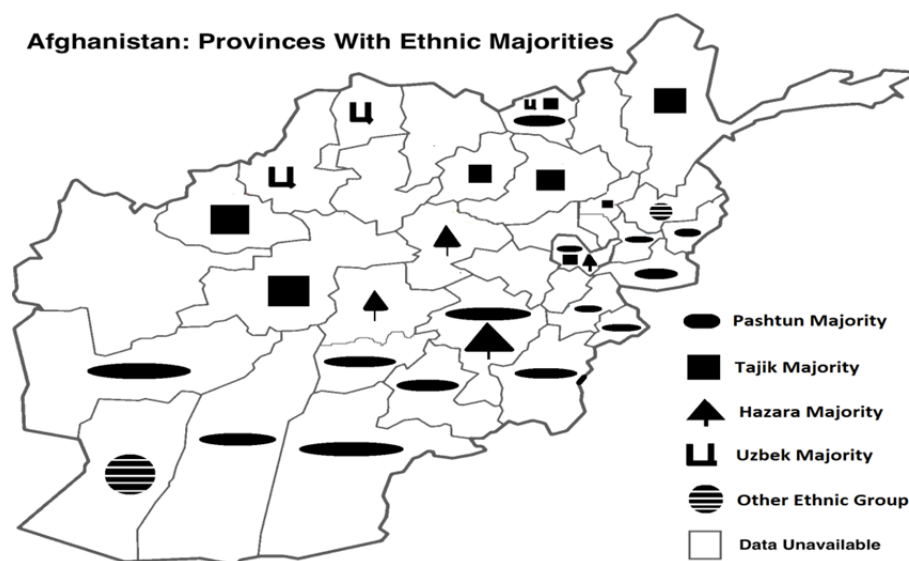 Afghanistan: Provinces With Ethnic Majorities
Pashtun Majority
Tajik Majority
Hazara Majority
Uzbek Majority
Other Ethnic Group
Data Unavailable